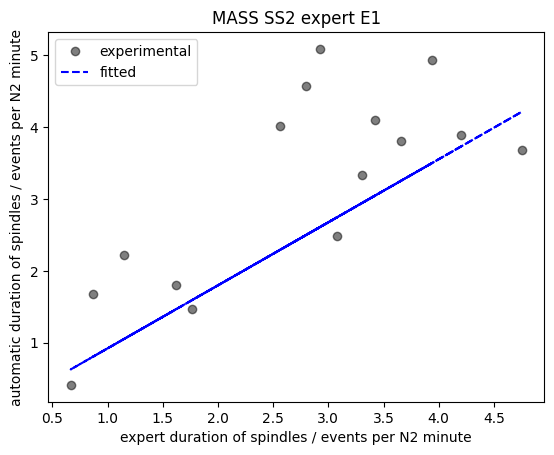 MASS SS2 expert E1
experimental
fitted
automatic duration of spindles / events per N2 minute
5
4
3
2
1
0.5 1.0 1.5 2.0 2.5 3.0 3.5 4.0 4.5
expert duration of spindles / events per N2 minute